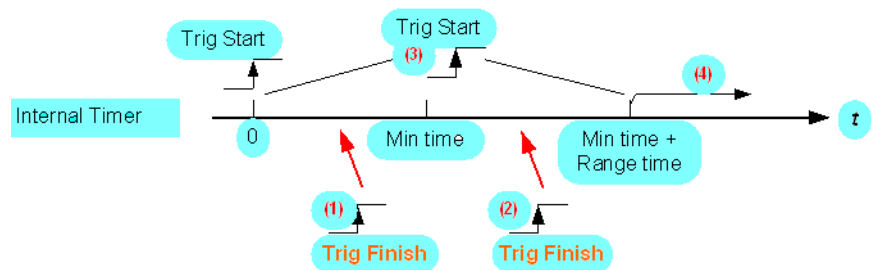 Trig Start
Trig Start
(3)
(4)
Internal Timer
0
Min time
Min time +
Range time
t
(1)
(2)
Trig Finish
Trig Finish